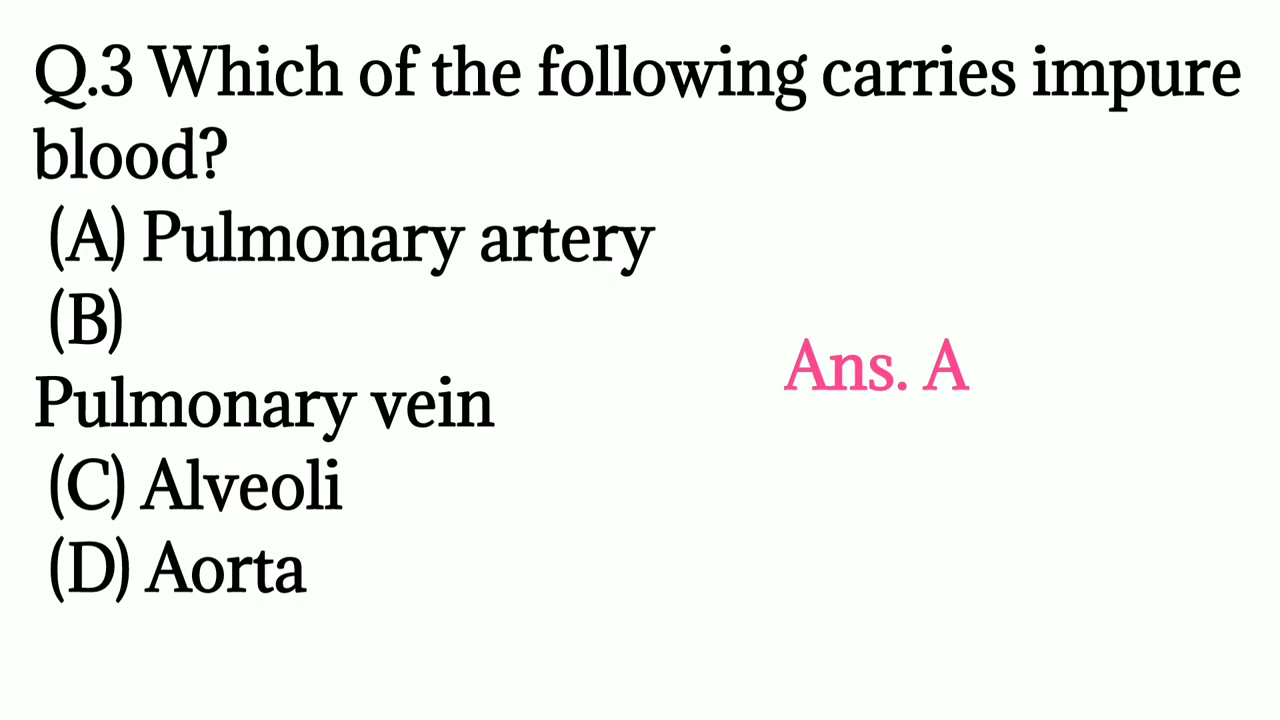 Q.3 Which of the following carries impure
blood?
(A) Pulmonary artery
(B)
Ans. A
Pulmonary vein
(C) Alveoli
(D) Aorta